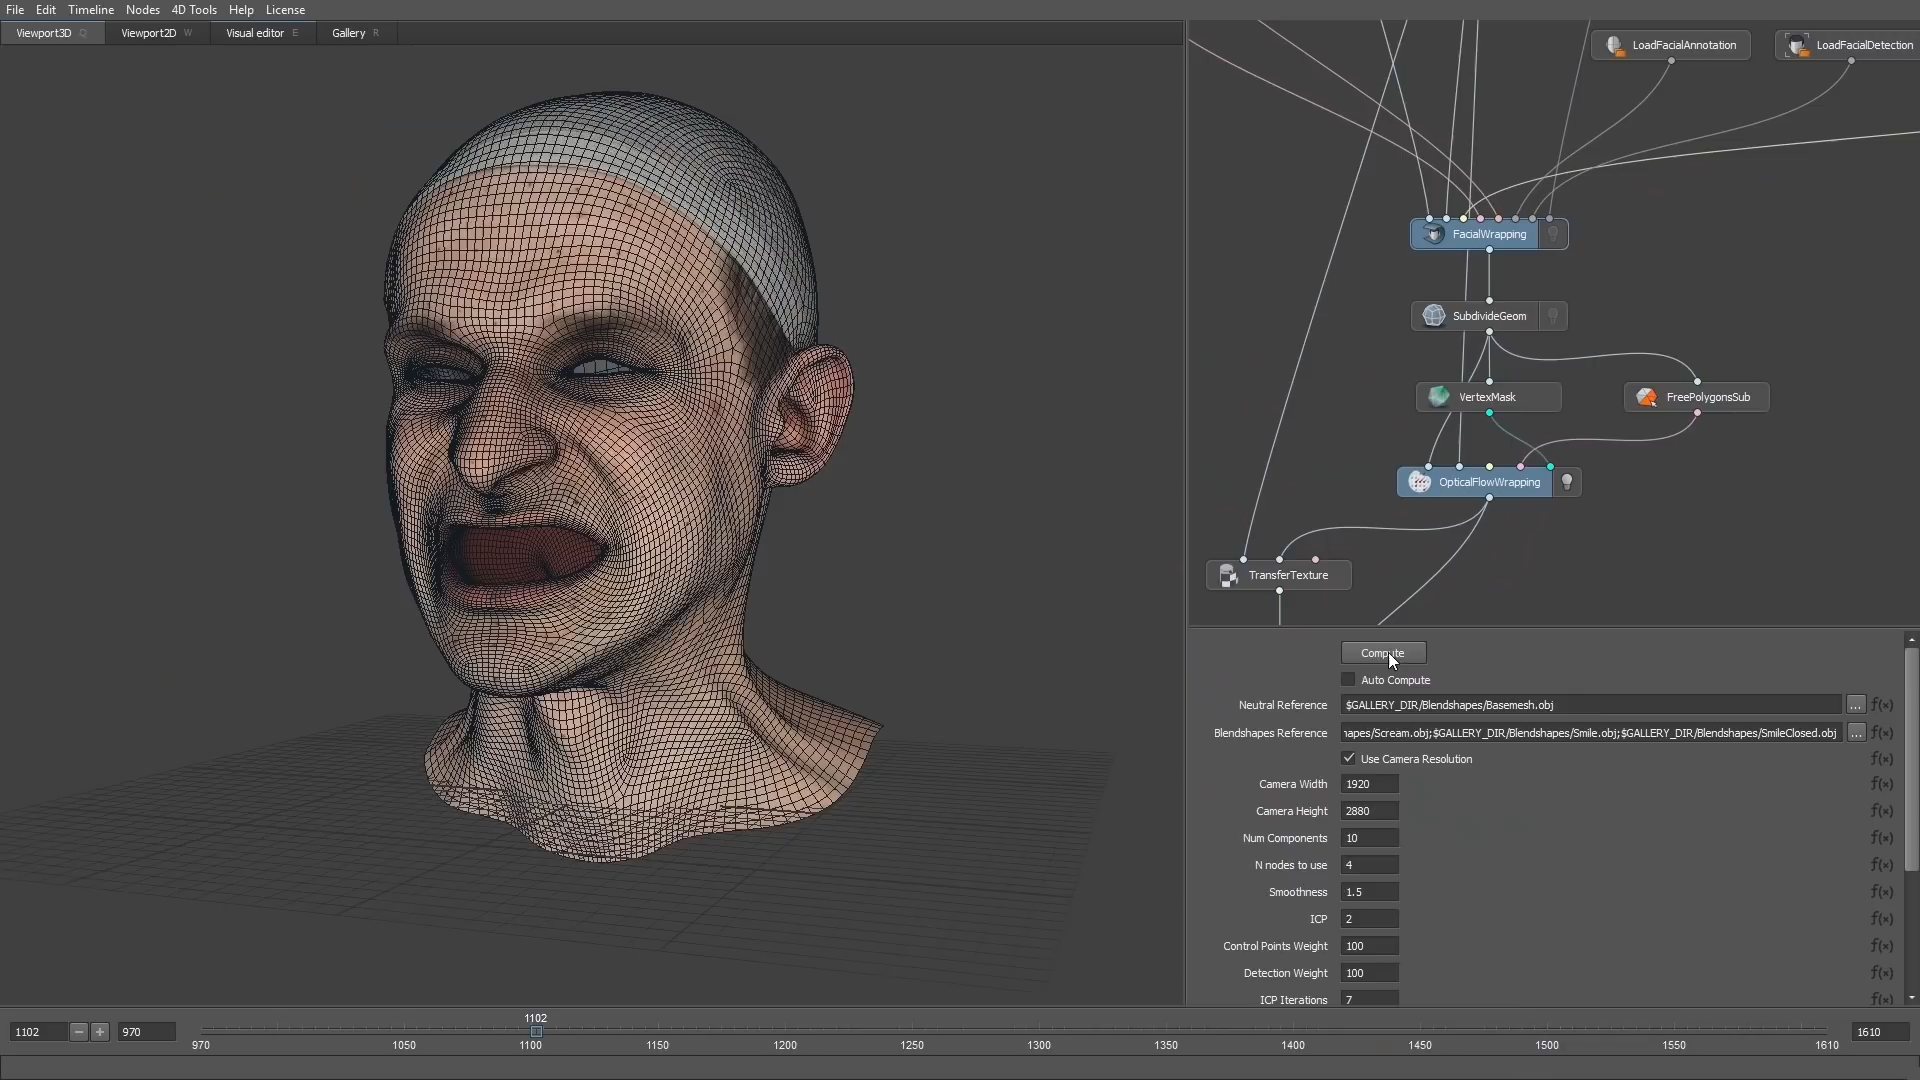 File Edit Timeline Nodes 4D Tools Help License
Viewport3D Q Viewport2D W Visual editor E Gallery R
LoadFacialAnnotation LoadFacialDetection
FacialWrapping
SubdivideGeom
VertexMask FreePolygonsSub
OpticalFlowWrapping
TransferTexture
Compute
Auto Compute
Neutral Reference $GALLERY_DIR/Blendshapes/Basemesh.obj ... f(x)
Blendshapes Reference apes/Scream.obj;$GALLERY_DIR/Blendshapes/Smile.obj;$GALLERY_DIR/Blendshapes/SmileClosed.obj ... f(x)
Use Camera Resolution f(x)
Camera Width 1920 f(x)
Camera Height 2880 f(x)
Num Components 10 f(x)
N nodes to use 4 f(x)
Smoothness 1.5 f(x)
ICP 2 f(x)
Control Points Weight 100 f(x)
Detection Weight 100 f(x)
ICP Iterations 7 f(x)
1102
1102 − + 970 1610
970 1050 1100 1150 1200 1250 1300 1350 1400 1450 1500 1550 1610